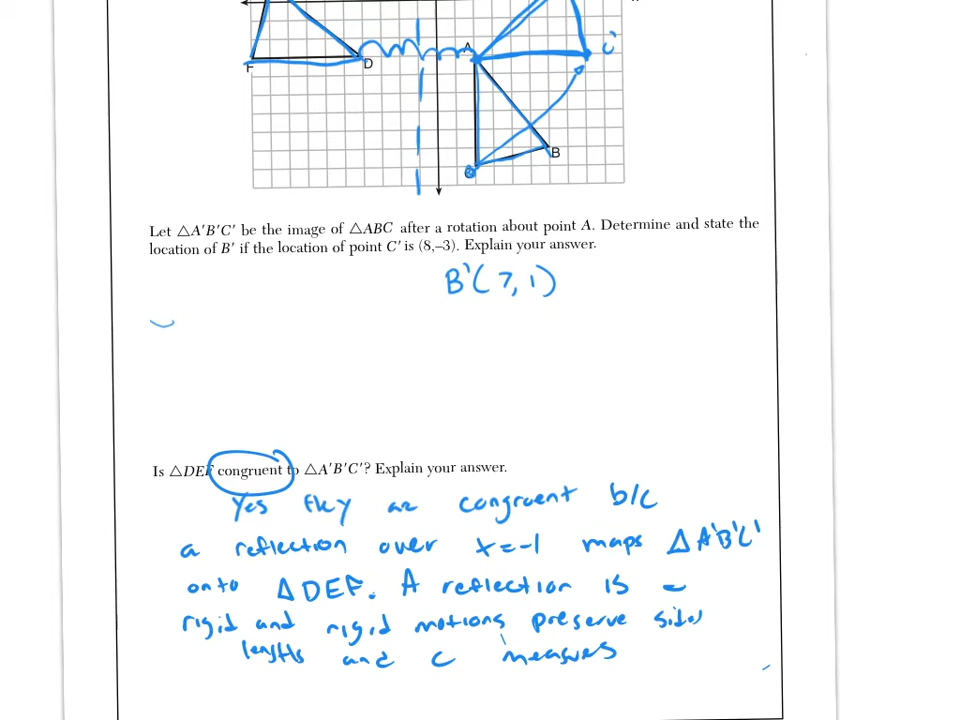 F D A C'
B
Let △A′B′C′ be the image of △ABC after a rotation about point A. Determine and state the
location of B′ if the location of point C′ is (8,–3). Explain your answer.
B'(7,1)
Is △DEF congruent to △A′B′C′? Explain your answer.
Yes they are congruent b/c
a reflection over x=-1 maps △A'B'C'
onto △DEF. A reflection is a
rigid and rigid motions preserve side
lengths and measures